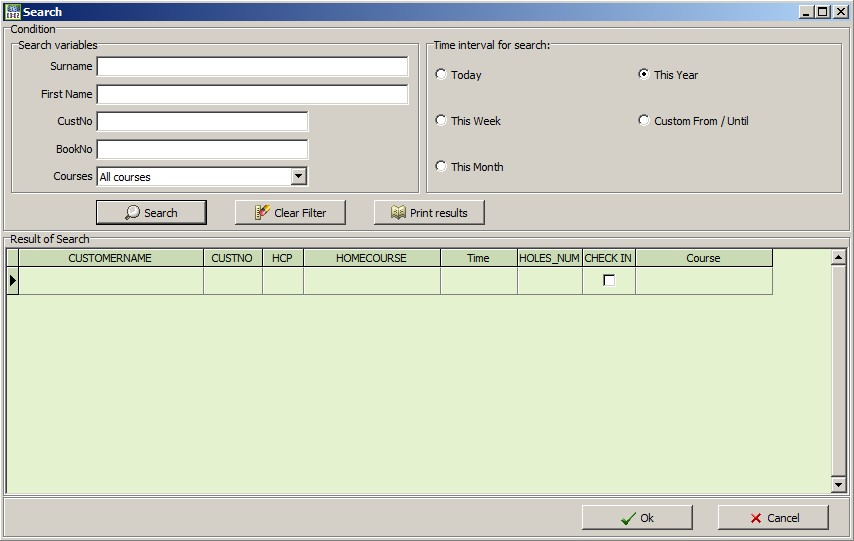 Search
Condition
Search variables
Surname
First Name
CustNo
BookNo
Courses All courses
Time interval for search:
Today
This Year
This Week
Custom From / Until
This Month
Search Clear Filter Print results
Result of Search
CUSTOMERNAME CUSTNO HCP HOMECOURSE Time HOLES_NUM CHECK IN Course
Ok Cancel